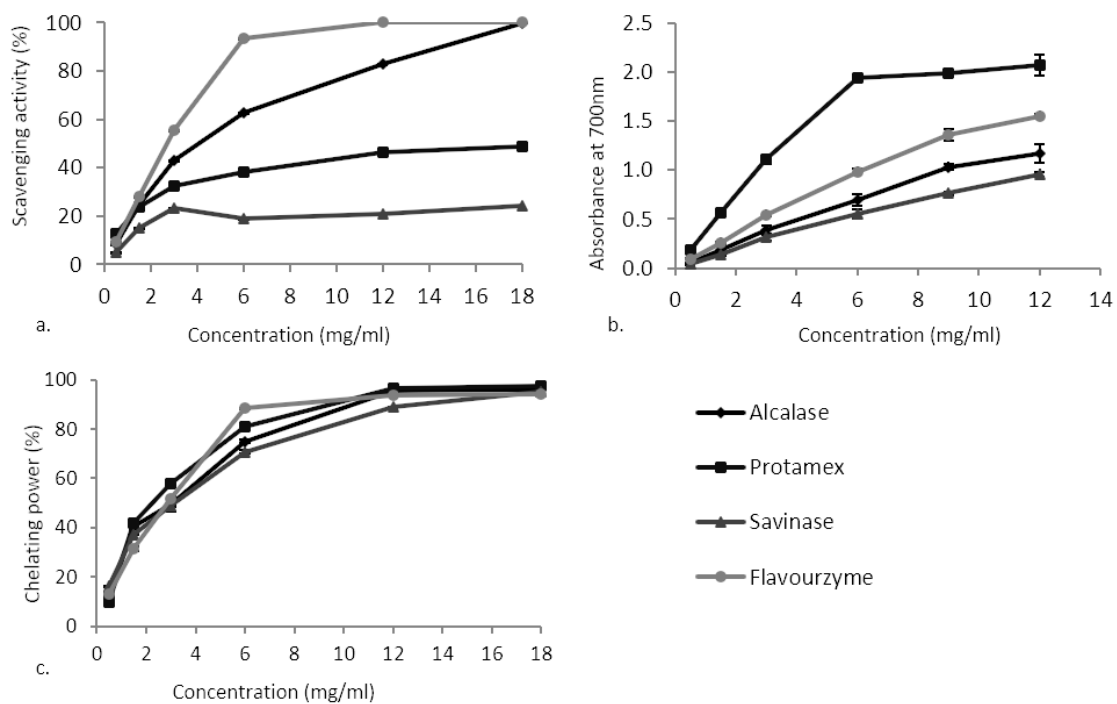 Scavenging activity (%)
100
80
60
40
20
0
0 2 4 6 8 10 12 14 16 18
Concentration (mg/ml)
a.
Absorbance at 700nm
2.5
2.0
1.5
1.0
0.5
0.0
0 2 4 6 8 10 12 14
Concentration (mg/ml)
b.
Chelating power (%)
100
80
60
40
20
0
0 2 4 6 8 10 12 14 16 18
Concentration (mg/ml)
c.
Alcalase
Protamex
Savinase
Flavourzyme